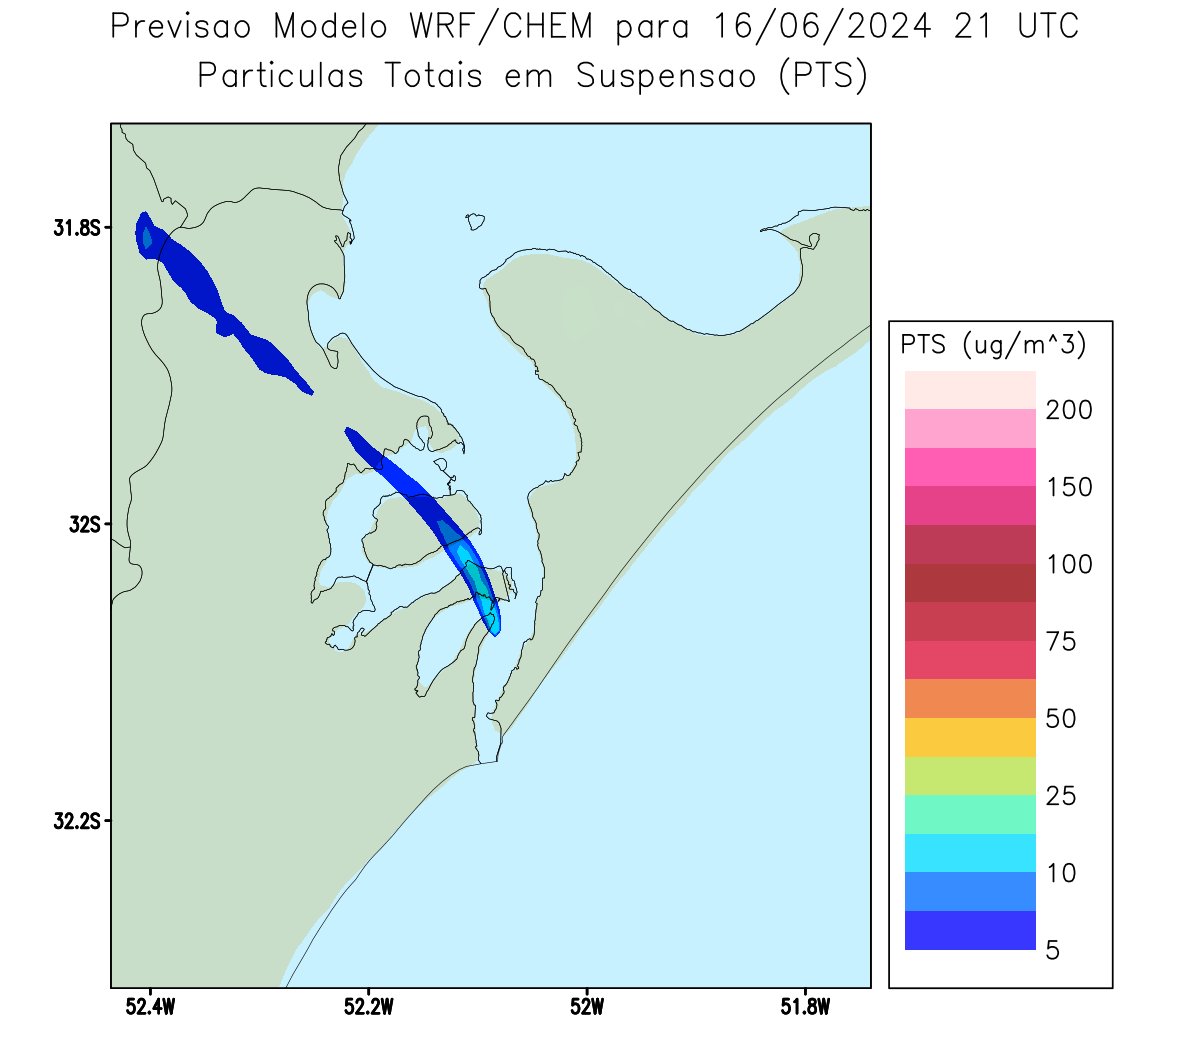 Previsao Modelo WRF/CHEM para 16/06/2024 21 UTC
Particulas Totais em Suspensao (PTS)
31.8S
32S
32.2S
52.4W
52.2W
52W
51.8W
PTS (ug/m^3)
200
150
100
75
50
25
10
5